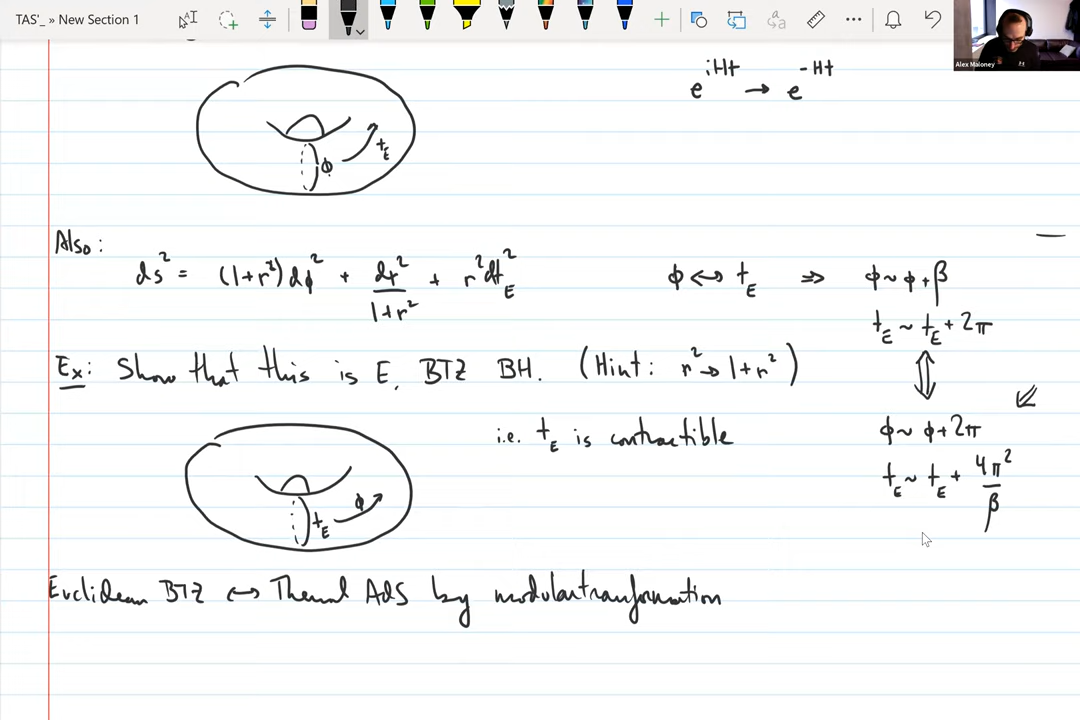 TAS'_ » New Section 1
Alex Maloney
e^{iHt} → e^{-Ht}
ϕ
t_E
Also:
ds² = (1+r²)dϕ² + dr²/(1+r²) + r²dt_E²
ϕ ↔ t_E ⇒ ϕ~ϕ+β
t_E ~ t_E + 2π
Ex: Show that this is E. BTZ BH. (Hint: r² → 1+r²)
i.e. t_E is contractible
ϕ~ ϕ+2π
t_E ~ t_E + 4π²/β
t_E
ϕ
Euclidean BTZ ↔ Thermal AdS by modular tranformation